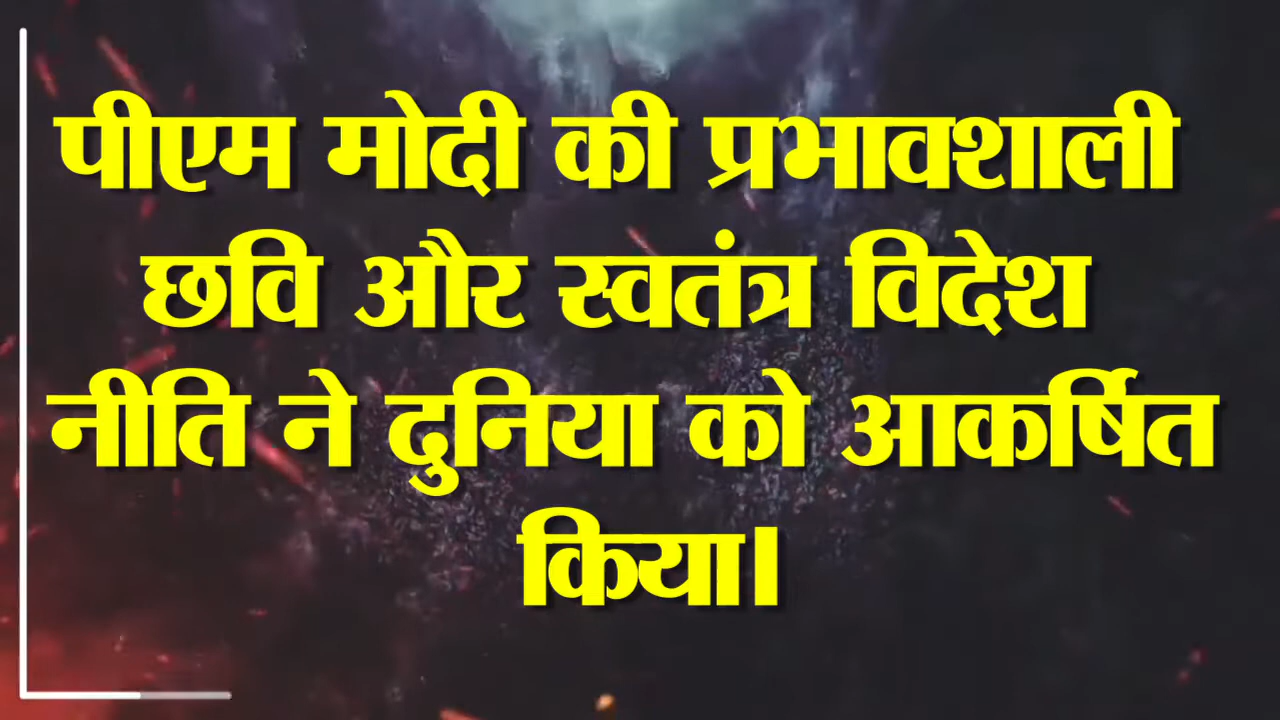 पीएम मोदी की प्रभावशाली
छवि और स्वतंत्र विदेश
नीति ने दुनिया को आकर्षित
किया।